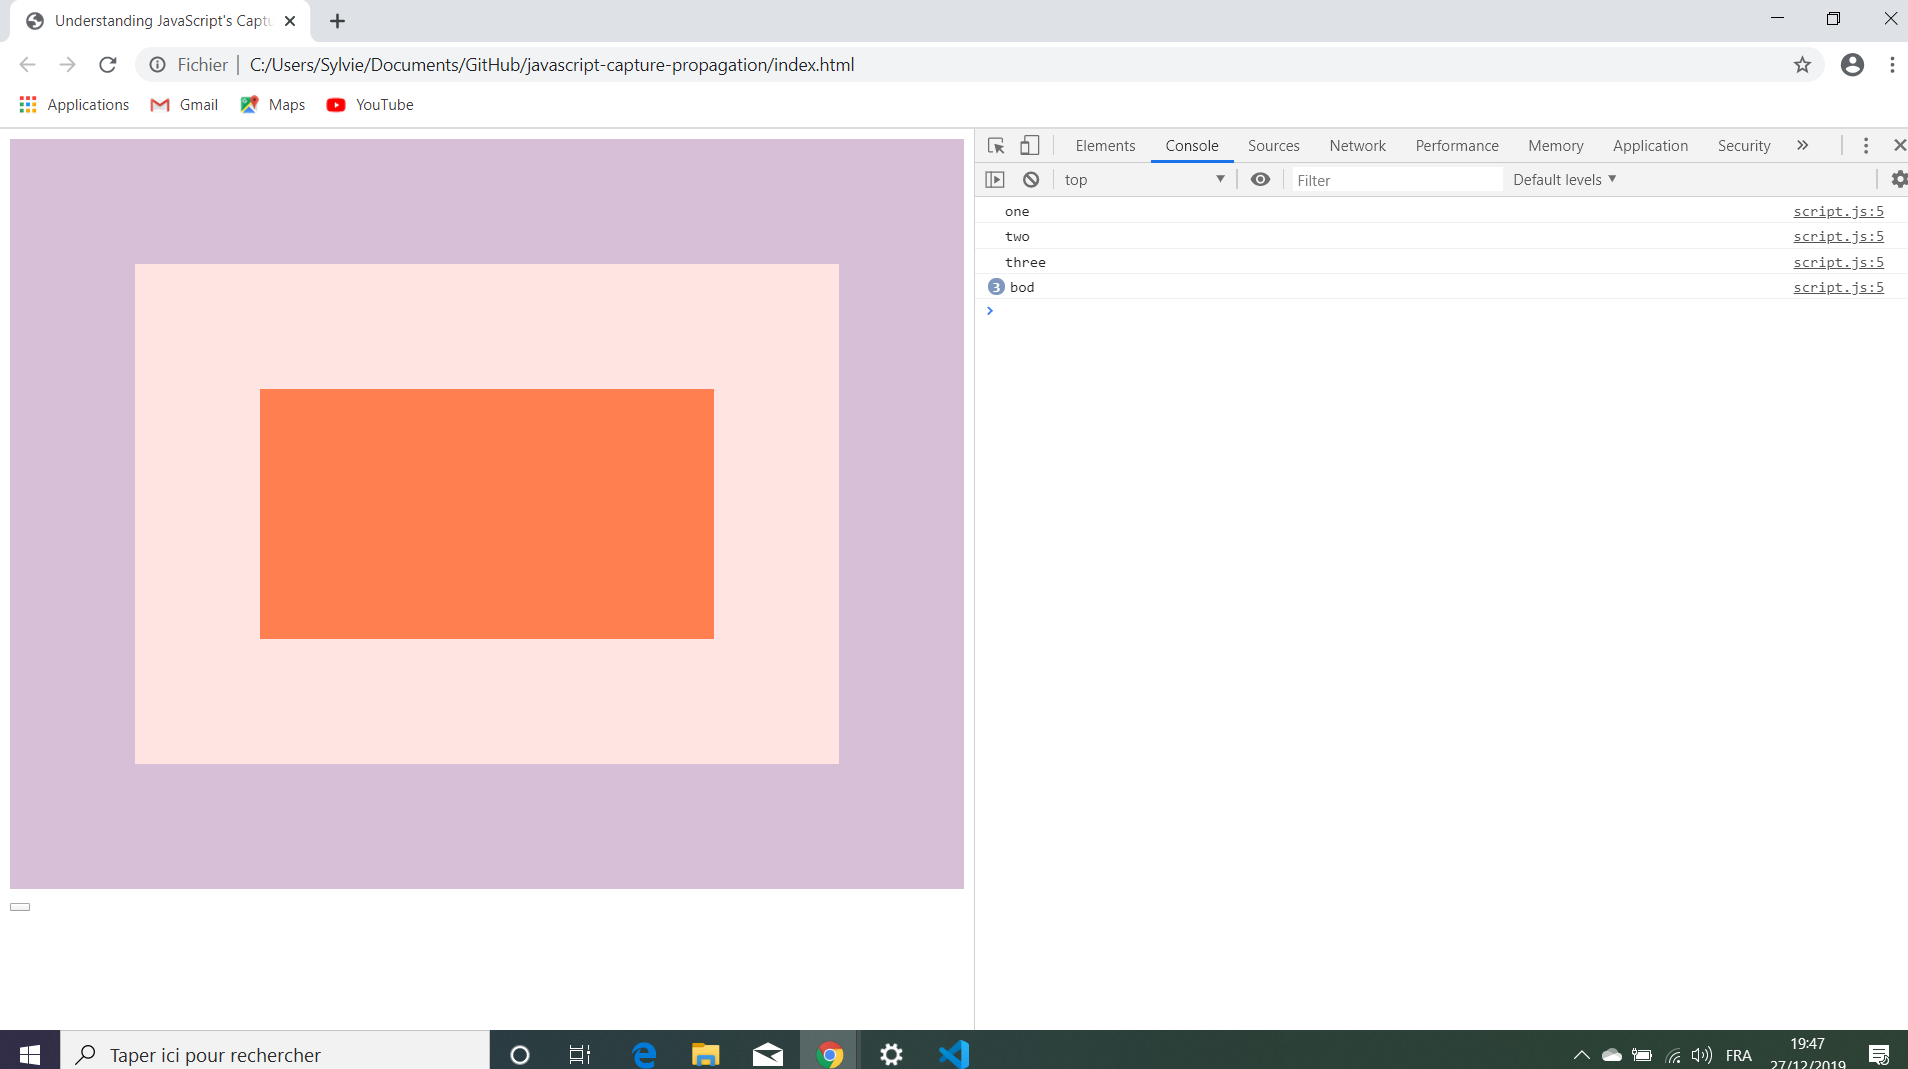 Understanding JavaScript's Captu
Fichier | C:/Users/Sylvie/Documents/GitHub/javascript-capture-propagation/index.html
Applications Gmail Maps YouTube
Elements Console Sources Network Performance Memory Application Security »
top Filter Default levels
one script.js:5
two script.js:5
three script.js:5
3 bod script.js:5
Taper ici pour rechercher
FRA
19:47
27/12/2019